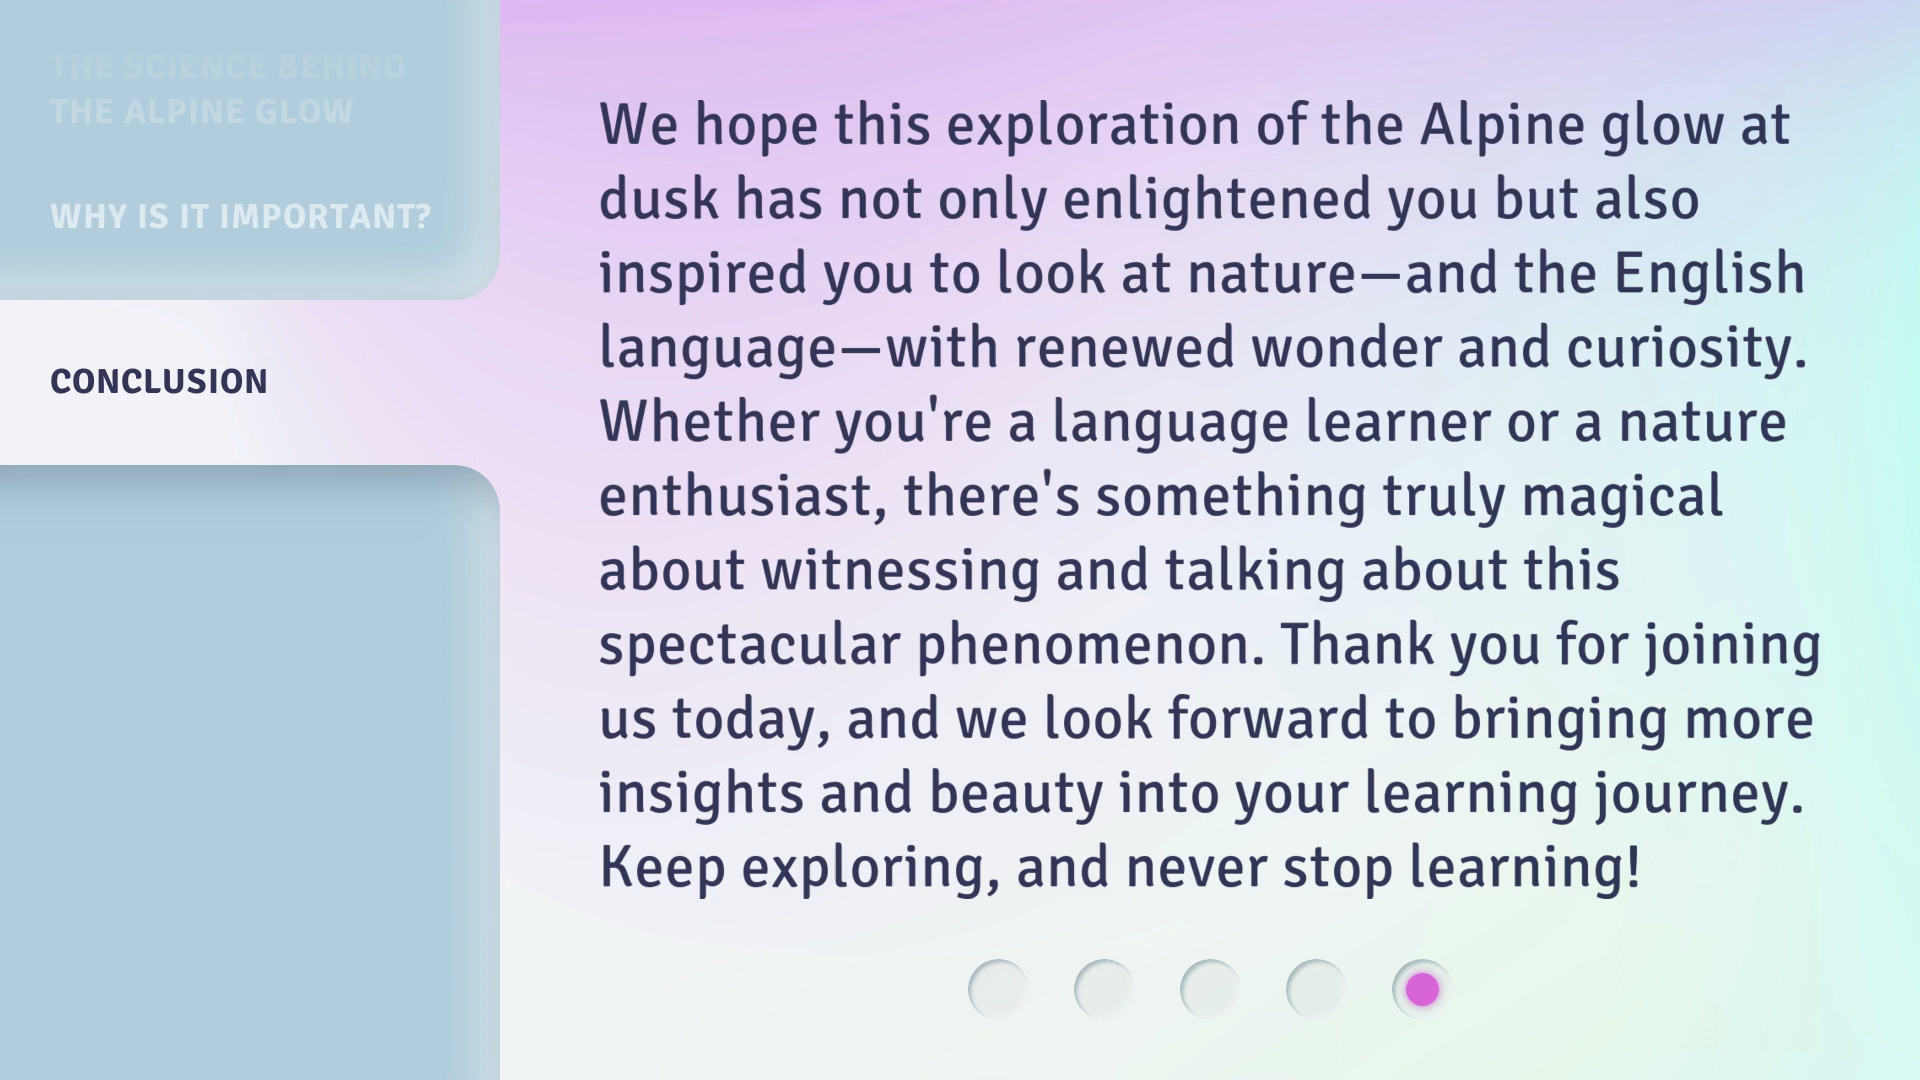 THE SCIENCE BEHIND
THE ALPINE GLOW
WHY IS IT IMPORTANT?
CONCLUSION
We hope this exploration of the Alpine glow at
dusk has not only enlightened you but also
inspired you to look at nature—and the English
language—with renewed wonder and curiosity.
Whether you're a language learner or a nature
enthusiast, there's something truly magical
about witnessing and talking about this
spectacular phenomenon. Thank you for joining
us today, and we look forward to bringing more
insights and beauty into your learning journey.
Keep exploring, and never stop learning!